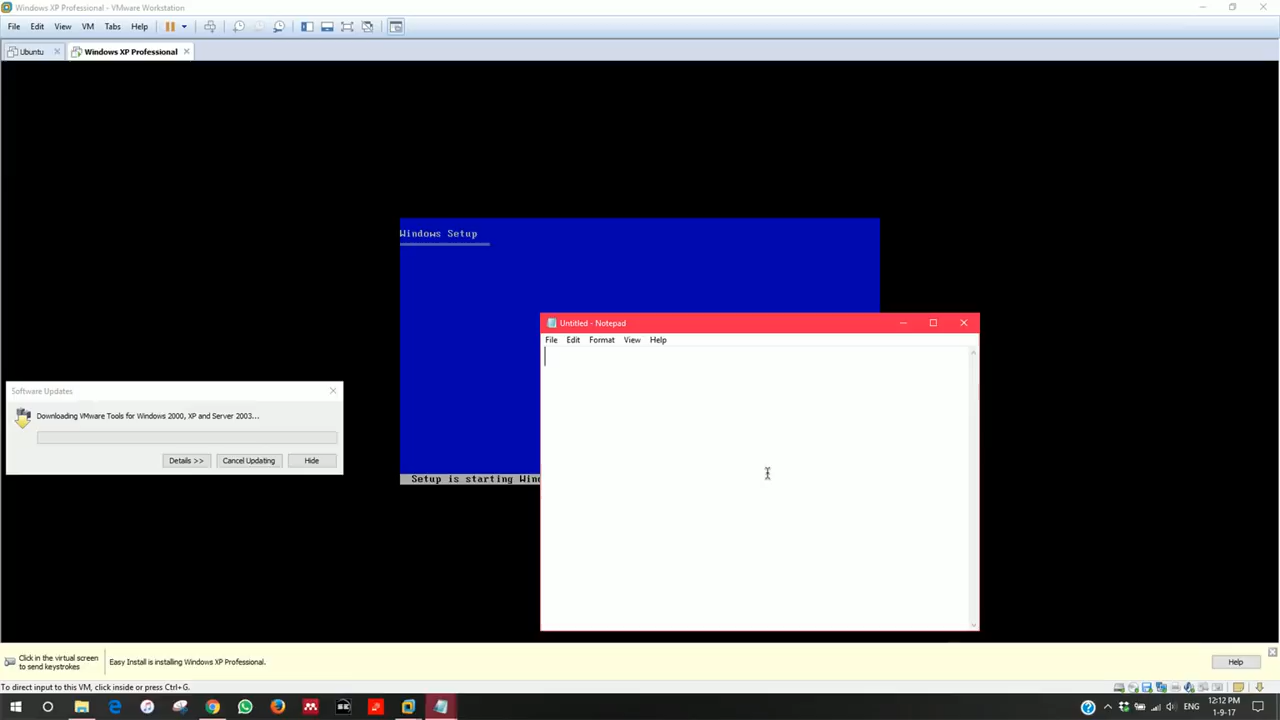 Windows XP Professional - VMware Workstation
File Edit View VM Tabs Help
Ubuntu Windows XP Professional
Windows Setup
Untitled - Notepad
File Edit Format View Help
Software Updates
Downloading VMware Tools for Windows 2000, XP and Server 2003...
Details >> Cancel Updating Hide
Setup is starting Wind
Click in the virtual screen
to send keystrokes
Easy Install is installing Windows XP Professional.
Help
To direct input to this VM, click inside or press Ctrl+G.
ENG
12:12 PM
1-9-17